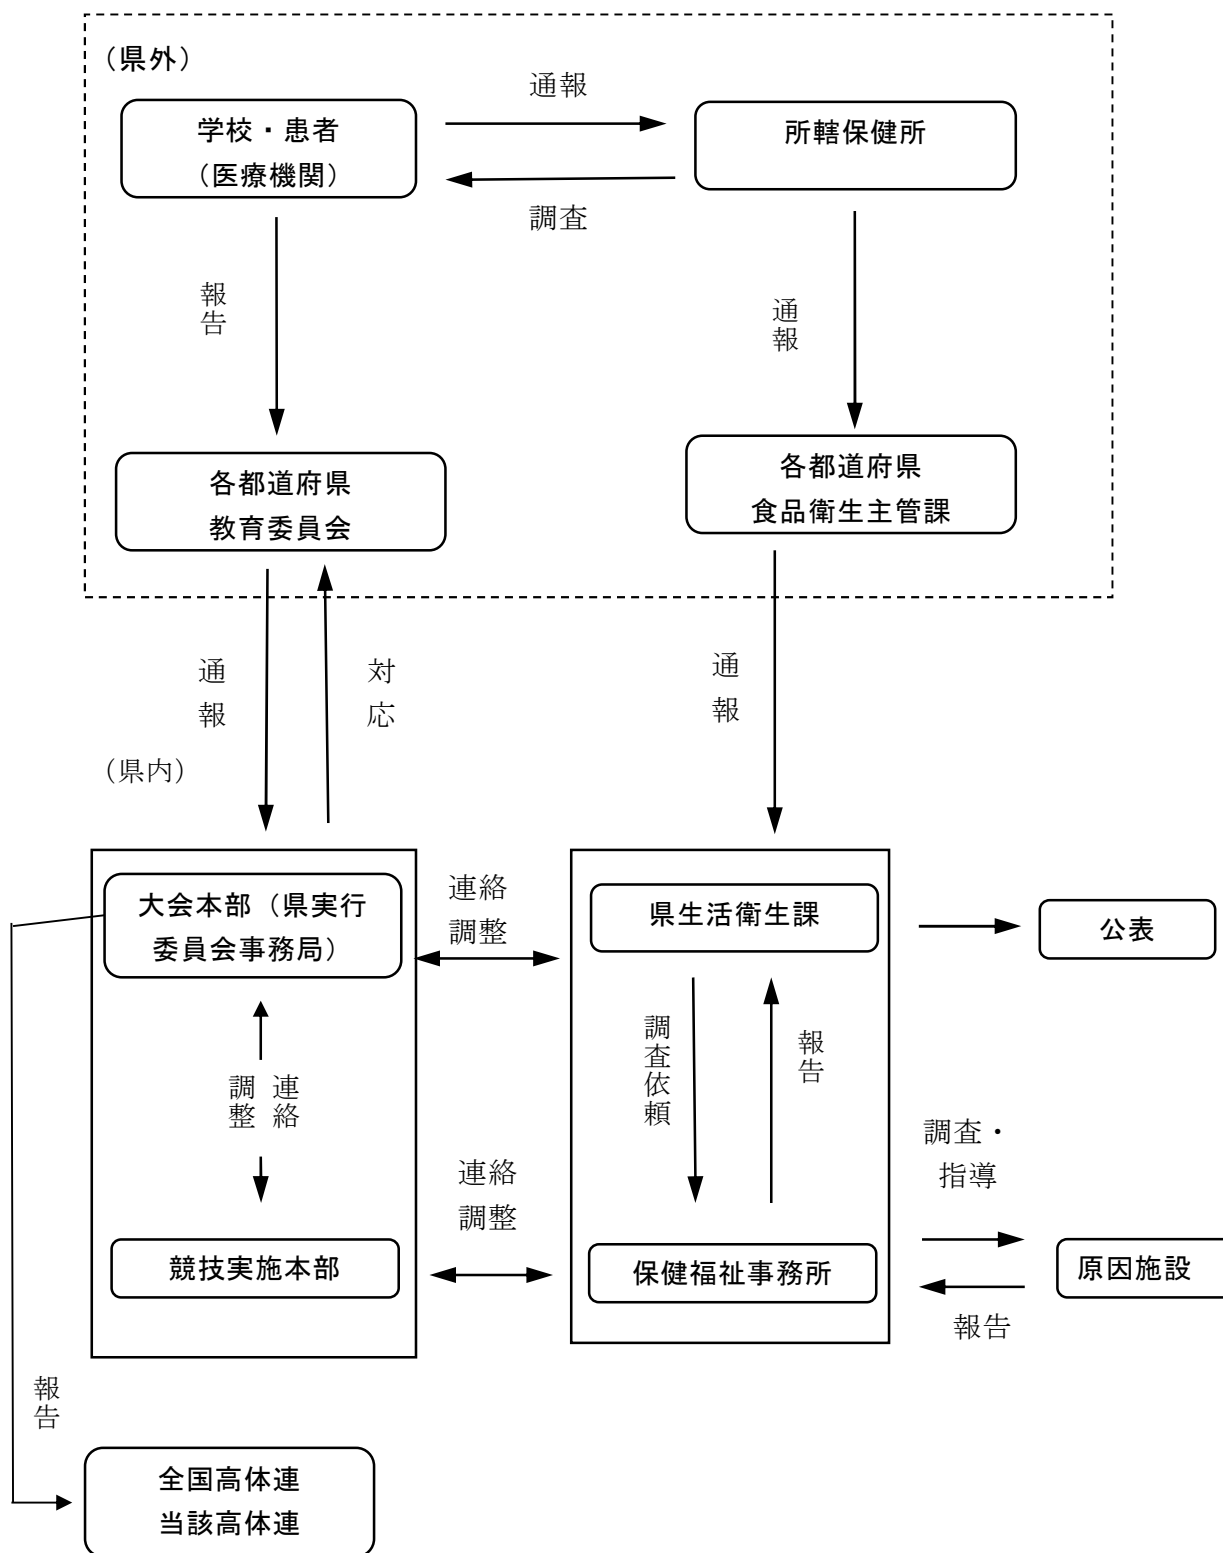 （県外）
通報
学校・患者
（医療機関）
所轄保健所
調査
報告
通報
各都道府県
教育委員会
各都道府県
食品衛生主管課
通報
対応
通報
（県内）
大会本部（県実行
委員会事務局）
連絡
調整
県生活衛生課
公表
連絡
調整
調査依頼
報告
連絡
調整
調査・
指導
競技実施本部
保健福祉事務所
原因施設
報告
報告
全国高体連
当該高体連